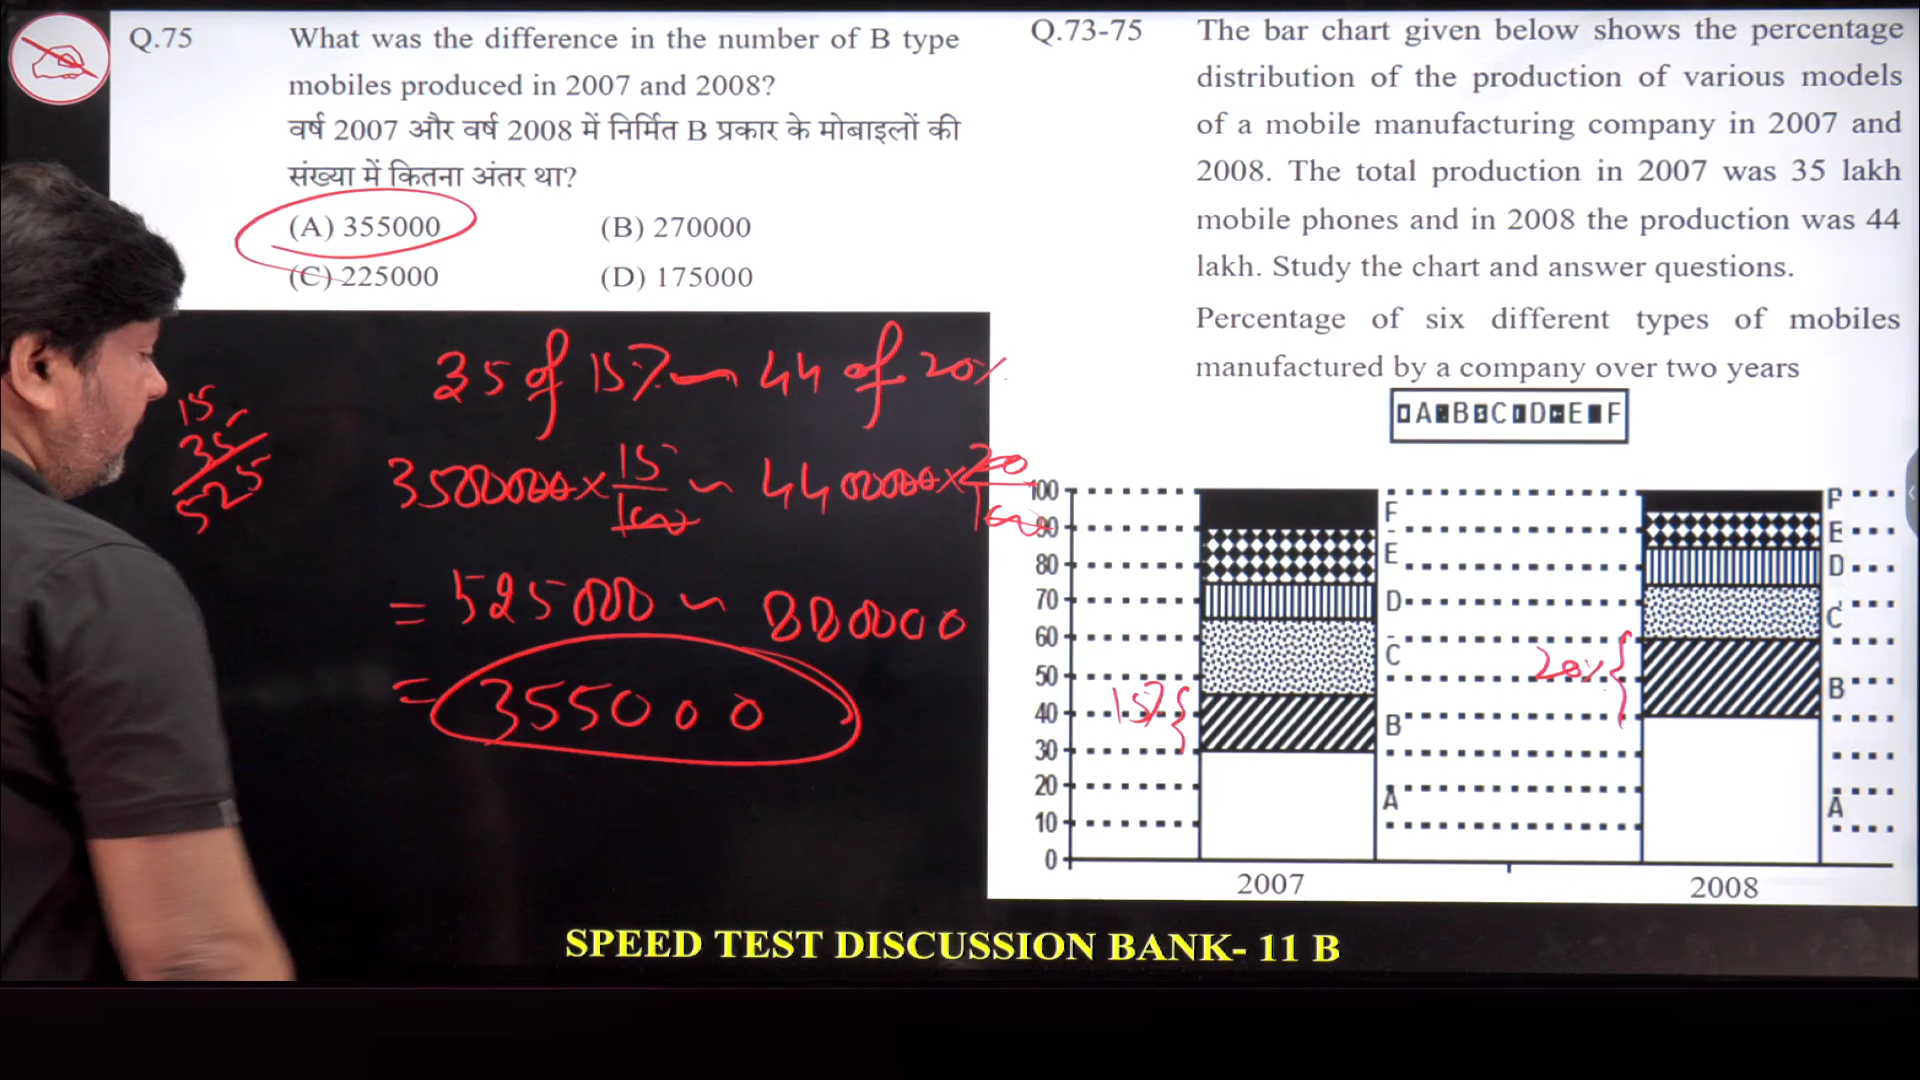 Q.75 What was the difference in the number of B type
mobiles produced in 2007 and 2008?
वर्ष 2007 और वर्ष 2008 में निर्मित B प्रकार के मोबाइलों की
संख्या में कितना अंतर था?
(A) 355000 (B) 270000
(C) 225000 (D) 175000
35 of 15% ~ 44 of 20%
15
35
525
3500000 × 15/100 ~ 4400000 × 20/100
= 525000 ~ 880000
= 355000
Q.73-75 The bar chart given below shows the percentage
distribution of the production of various models
of a mobile manufacturing company in 2007 and
2008. The total production in 2007 was 35 lakh
mobile phones and in 2008 the production was 44
lakh. Study the chart and answer questions.
Percentage of six different types of mobiles
manufactured by a company over two years
A B C D E F
100
90
80
70
60
50
40
30
20
10
0
F
E
D
C
B
A
15%
F
E
D
C
B
A
20%
2007 2008
SPEED TEST DISCUSSION BANK- 11 B